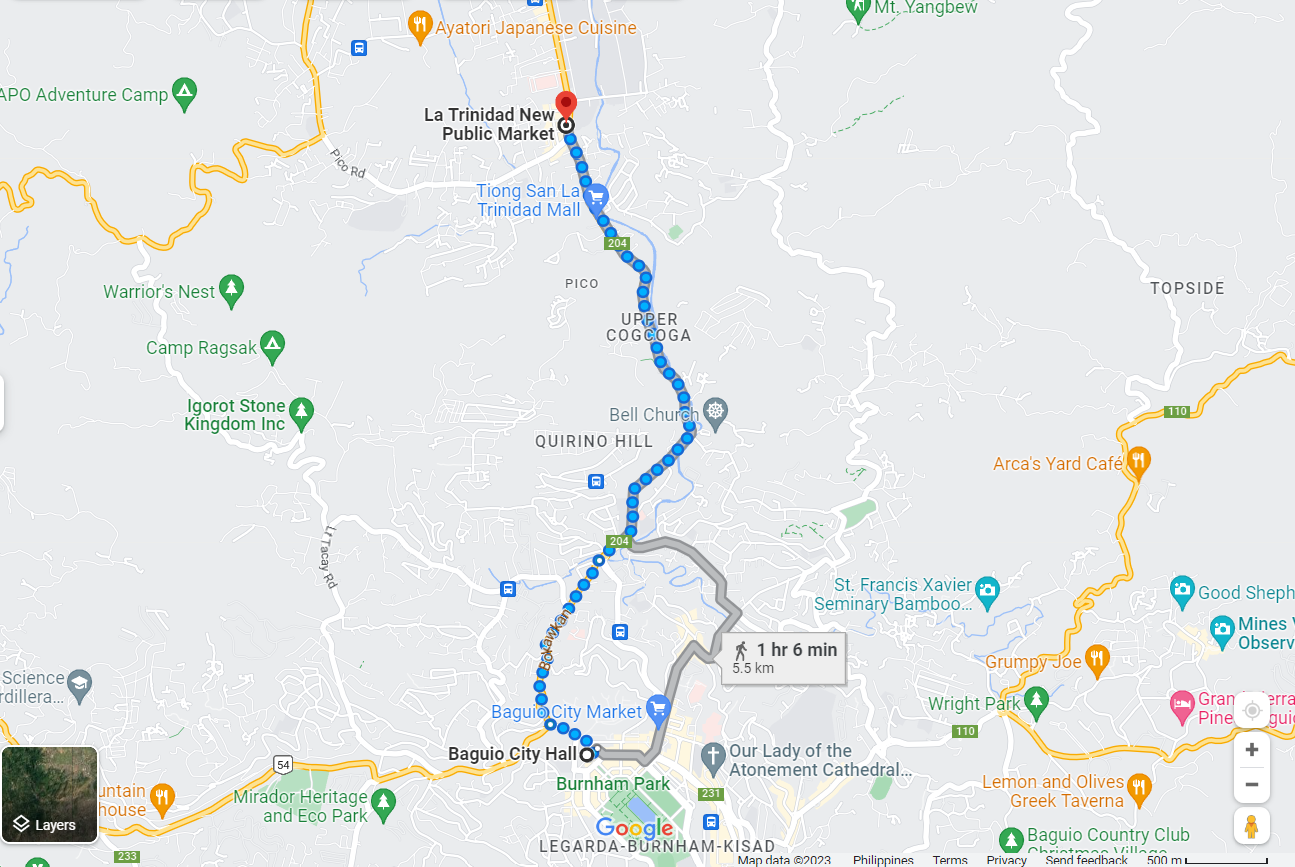 Mt. Yangbew
Ayatori Japanese Cuisine
APO Adventure Camp
La Trinidad New
Public Market
Pico Rd
Tiong San La
Trinidad Mall
204
PICO
TOPSIDE
Warrior's Nest
UPPER
COGCOGA
Camp Ragsak
Igorot Stone
Kingdom Inc
Bell Church
110
QUIRINO HILL
Arca's Yard Café
204
Tacay Rd
St. Francis Xavier
Seminary Bamboo...
Good Sheph
Mines V
Observ
Bokawkan
1 hr 6 min
5.5 km
Grumpy Joe
Science
rdillera...
Wright Park
Baguio City Market
110
Baguio City Hall
Our Lady of the
Atonement Cathedral...
54
Burnham Park
Lemon and Olives
Greek Taverna
untain
house
Mirador Heritage
and Eco Park
231
Layers
Google
Baguio Country Club
Christmas Village
LEGARDA-BURNHAM-KISAD
233
Map data ©2023 Philippines Terms Privacy Send feedback 500 m